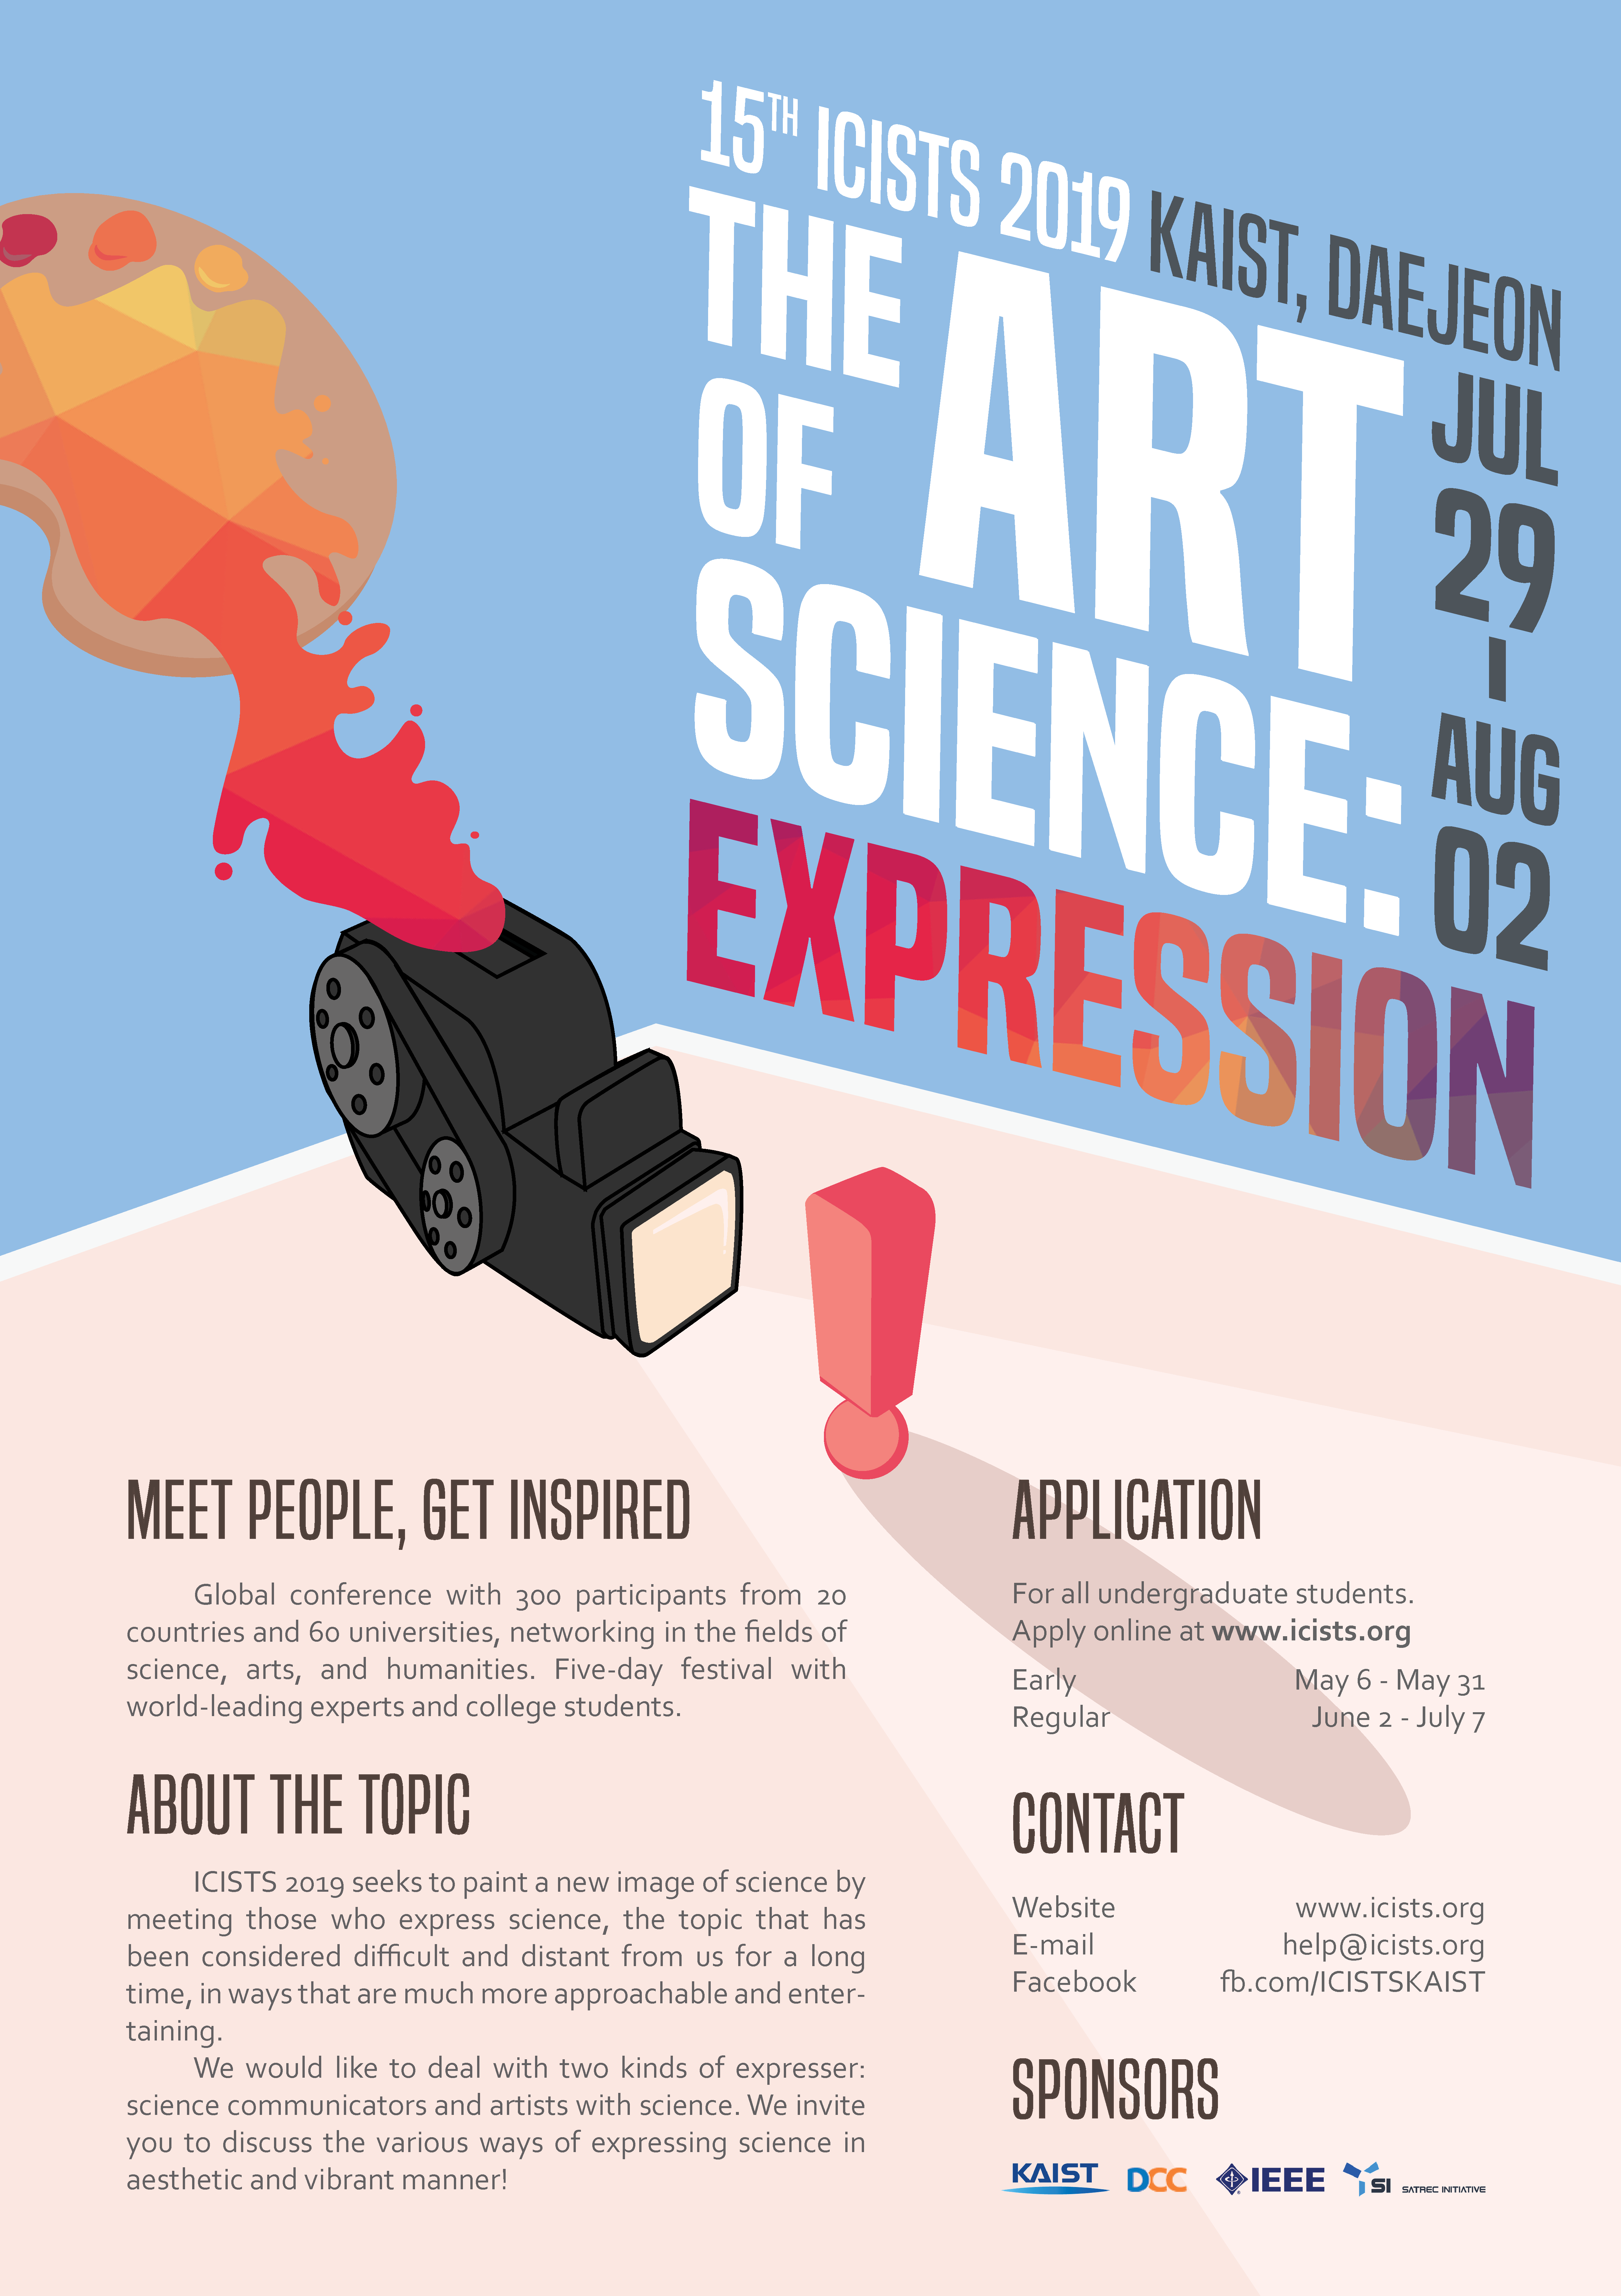 15TH ICISTS 2019 KAIST, DAEJEON
THE ART
OF
SCIENCE:
EXPRESSION
JUL
29
-
AUG
02
MEET PEOPLE, GET INSPIRED
Global conference with 300 participants from 20
countries and 60 universities, networking in the fields of
science, arts, and humanities. Five-day festival with
world-leading experts and college students.
ABOUT THE TOPIC
ICISTS 2019 seeks to paint a new image of science by
meeting those who express science, the topic that has
been considered difficult and distant from us for a long
time, in ways that are much more approachable and enter-
taining.
We would like to deal with two kinds of expresser:
science communicators and artists with science. We invite
you to discuss the various ways of expressing science in
aesthetic and vibrant manner!
APPLICATION
For all undergraduate students.
Apply online at www.icists.org
Early May 6 - May 31
Regular June 2 - July 7
CONTACT
Website www.icists.org
E-mail help@icists.org
Facebook fb.com/ICISTSKAIST
SPONSORS
KAIST DCC IEEE SI SATREC INITIATIVE